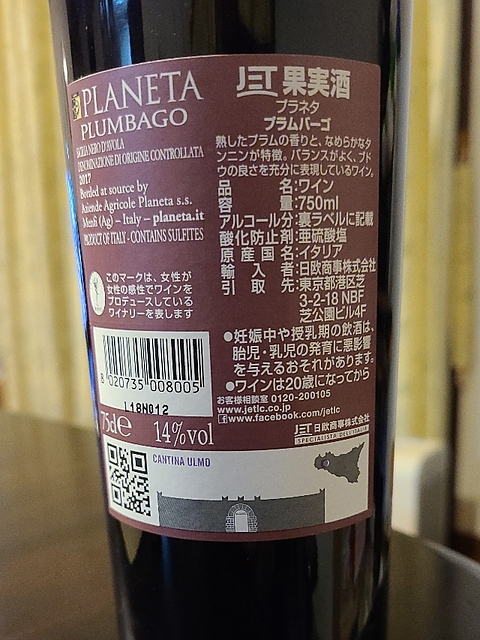 PLANETA
PLUMBAGO
SICILIA NERO D'AVOLA
DENOMINAZIONE DI ORIGINE CONTROLLATA
2017
Bottled at source by
Aziende Agricole Planeta s.s.
Menfi (Ag) – Italy – planeta.it
PRODUCT OF ITALY - CONTAINS SULFITES
このマークは、女性が
女性の感性でワインを
プロデュースしている
ワイナリーを表します
8 020735 008005
L18N012
75cl e 14%vol
CANTINA ULMO
JET 果実酒
プラネタ
プラムバーゴ
熟したプラムの香りと、なめらかなタ
ンニンが特徴。バランスがよく、ブド
ウの良さを充分に表現しているワイン。
品名:ワイン
容量:750ml
アルコール分:裏ラベルに記載
酸化防止剤:亜硫酸塩
原産国名:イタリア
輸入者:日欧商事株式会社
引取先:東京都港区芝
3-2-18 NBF
芝公園ビル4F
●妊娠中や授乳期の飲酒は、
胎児・乳児の発育に悪影響
を与えるおそれがあります。
●ワインは20歳になってから
お客様相談室 0120-200105
www.jetlc.co.jp
f www.facebook.com/jetlc
JET 日欧商事株式会社
SPECIALISTA DELL'ITALIA